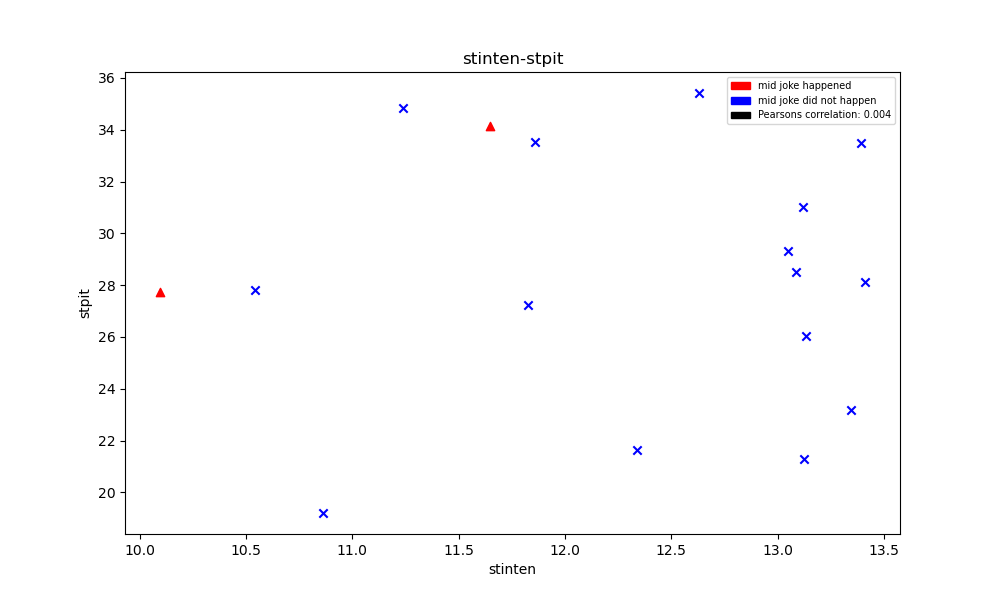 stinten-stpit
mid joke happened
mid joke did not happen
Pearsons correlation: 0.004
36
34
32
30
28
26
24
22
20
stpit
10.0 10.5 11.0 11.5 12.0 12.5 13.0 13.5
stinten